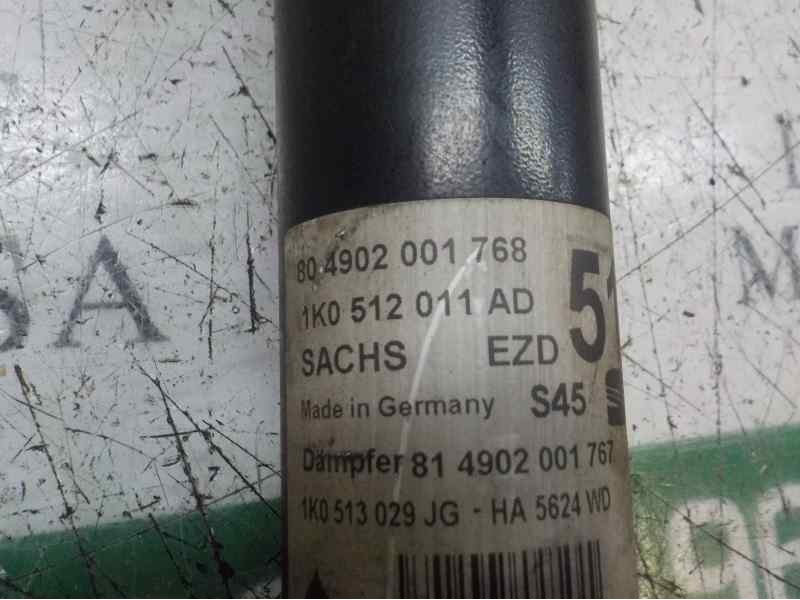 80 4902 001 768
1K0 512 011 AD
SACHS EZD 51
Made in Germany S45
Dämpfer 81 4902 001 767
1K0 513 029 JG - HA 5624 WD